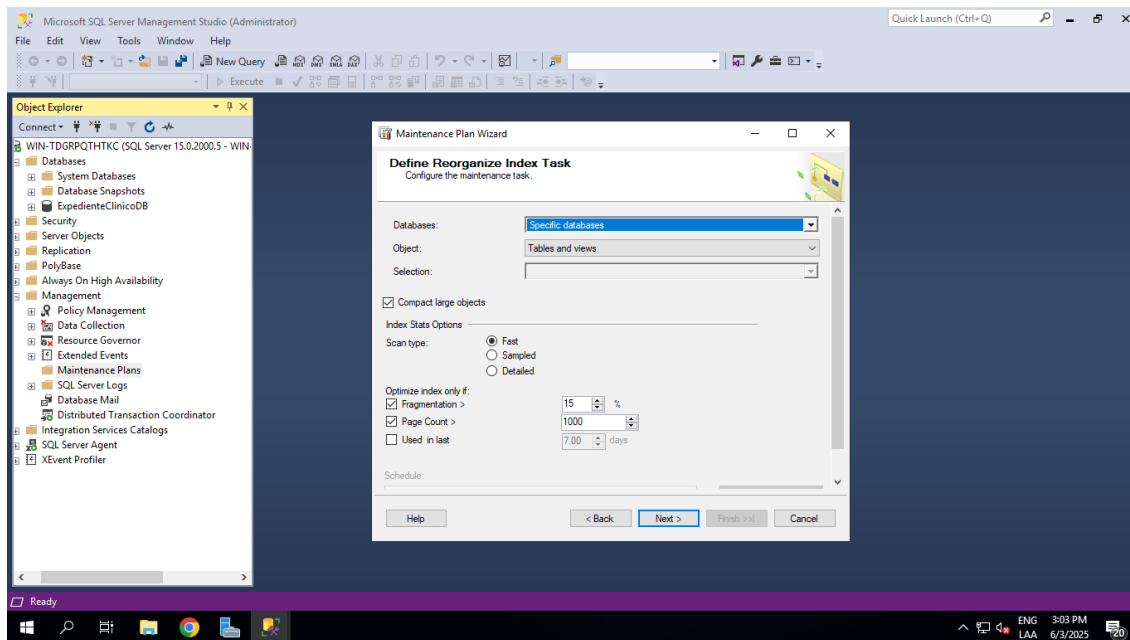 Microsoft SQL Server Management Studio (Administrator)
Quick Launch (Ctrl+Q)
File Edit View Tools Window Help
New Query
Execute
Object Explorer
Connect
WIN-TDGRPQTHTKC (SQL Server 15.0.2000.5 - WIN-
Databases
System Databases
Database Snapshots
ExpedienteClinicoDB
Security
Server Objects
Replication
PolyBase
Always On High Availability
Management
Policy Management
Data Collection
Resource Governor
Extended Events
Maintenance Plans
SQL Server Logs
Database Mail
Distributed Transaction Coordinator
Integration Services Catalogs
SQL Server Agent
XEvent Profiler
Maintenance Plan Wizard
Define Reorganize Index Task
Configure the maintenance task.
Databases: Specific databases
Object: Tables and views
Selection:
Compact large objects
Index Stats Options
Scan type: Fast
Sampled
Detailed
Optimize index only if:
Fragmentation > 15 %
Page Count > 1000
Used in last 7.00 days
Schedule:
Help < Back Next > Finish >>| Cancel
Ready
ENG 3:03 PM
LAA 6/3/2025
20